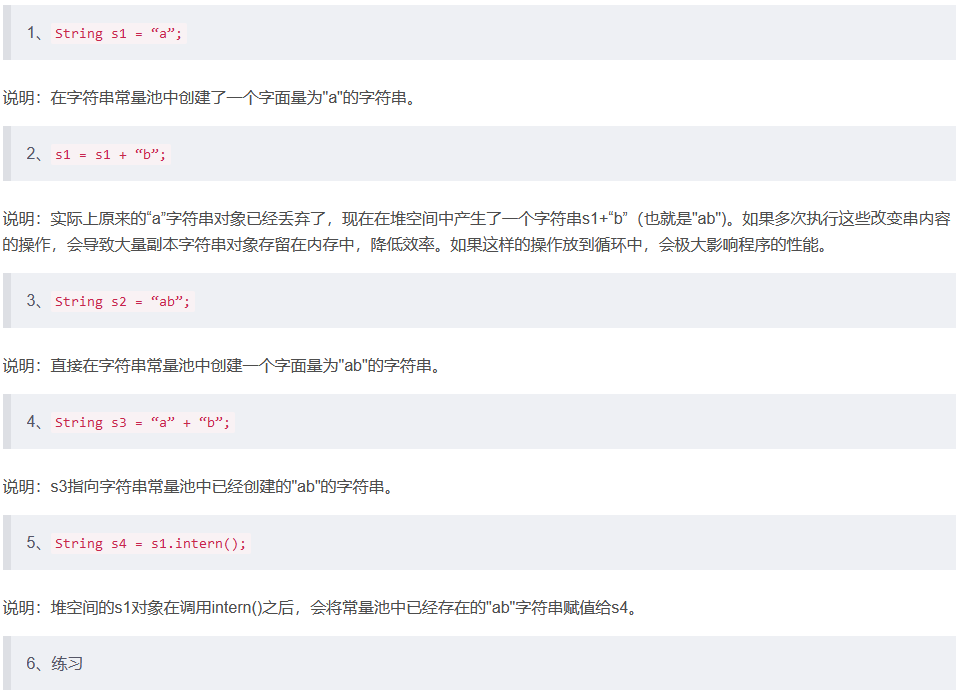 1、 String s1 = “a”;
说明：在字符串常量池中创建了一个字面量为"a"的字符串。
2、 s1 = s1 + “b”;
说明：实际上原来的“a”字符串对象已经丢弃了，现在在堆空间中产生了一个字符串s1+“b”（也就是"ab")。如果多次执行这些改变串内容
的操作，会导致大量副本字符串对象存留在内存中，降低效率。如果这样的操作放到循环中，会极大影响程序的性能。
3、 String s2 = “ab”;
说明：直接在字符串常量池中创建一个字面量为"ab"的字符串。
4、 String s3 = “a” + “b”;
说明：s3指向字符串常量池中已经创建的"ab"的字符串。
5、 String s4 = s1.intern();
说明：堆空间的s1对象在调用intern()之后，会将常量池中已经存在的"ab"字符串赋值给s4。
6、练习